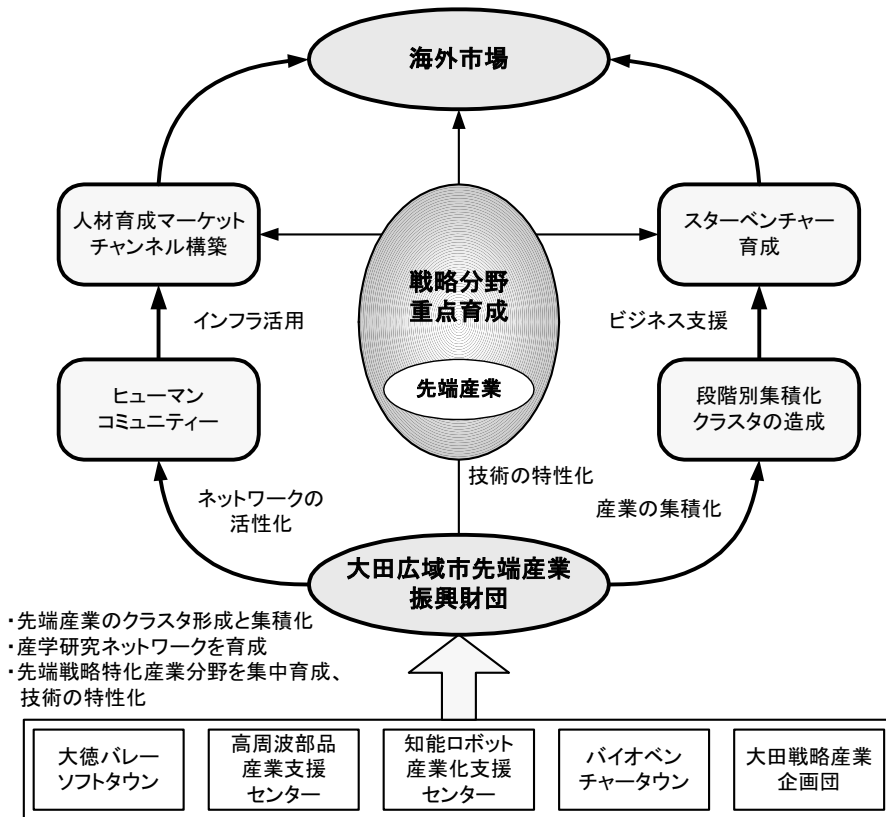 海外市場
人材育成マーケット
チャンネル構築
スターベンチャー
育成
戦略分野
重点育成
インフラ活用
ビジネス支援
先端産業
ヒューマン
コミュニティー
段階別集積化
クラスタの造成
技術の特性化
ネットワークの
活性化
産業の集積化
大田広域市先端産業
振興財団
・先端産業のクラスタ形成と集積化
・産学研究ネットワークを育成
・先端戦略特化産業分野を集中育成、
技術の特性化
大徳バレー
ソフトタウン
高周波部品
産業支援
センター
知能ロボット
産業化支援
センター
バイオベン
チャータウン
大田戦略産業
企画団